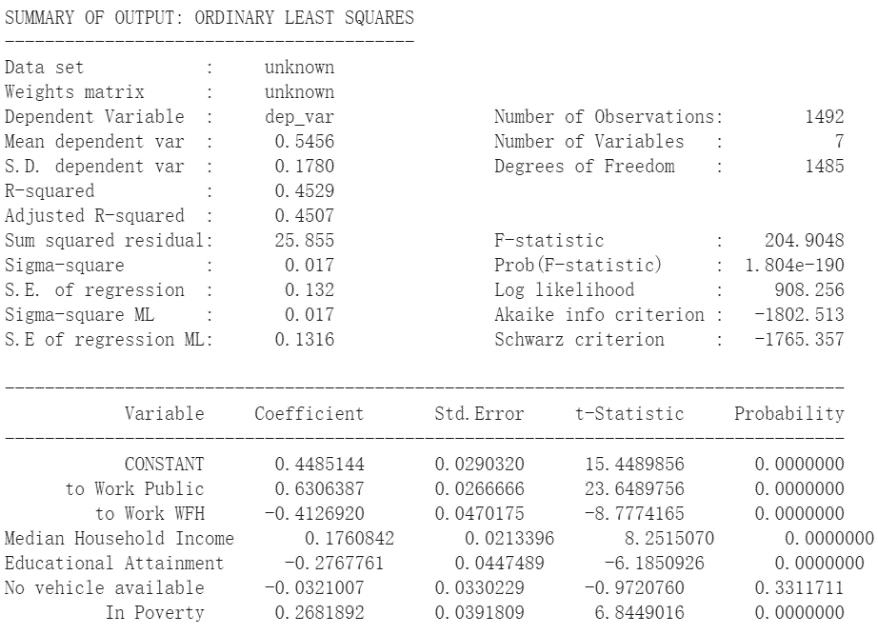 SUMMARY OF OUTPUT: ORDINARY LEAST SQUARES
-----------------------------------------
Data set : unknown
Weights matrix : unknown
Dependent Variable : dep_var Number of Observations: 1492
Mean dependent var : 0.5456 Number of Variables : 7
S.D. dependent var : 0.1780 Degrees of Freedom : 1485
R-squared : 0.4529
Adjusted R-squared : 0.4507
Sum squared residual: 25.855 F-statistic : 204.9048
Sigma-square : 0.017 Prob(F-statistic) : 1.804e-190
S.E. of regression : 0.132 Log likelihood : 908.256
Sigma-square ML : 0.017 Akaike info criterion : -1802.513
S.E of regression ML: 0.1316 Schwarz criterion : -1765.357
------------------------------------------------------------------------------------
Variable Coefficient Std.Error t-Statistic Probability
------------------------------------------------------------------------------------
CONSTANT 0.4485144 0.0290320 15.4489856 0.0000000
to Work Public 0.6306387 0.0266666 23.6489756 0.0000000
to Work WFH -0.4126920 0.0470175 -8.7774165 0.0000000
Median Household Income 0.1760842 0.0213396 8.2515070 0.0000000
Educational Attainment -0.2767761 0.0447489 -6.1850926 0.0000000
No vehicle available -0.0321007 0.0330229 -0.9720760 0.3311711
In Poverty 0.2681892 0.0391809 6.8449016 0.0000000